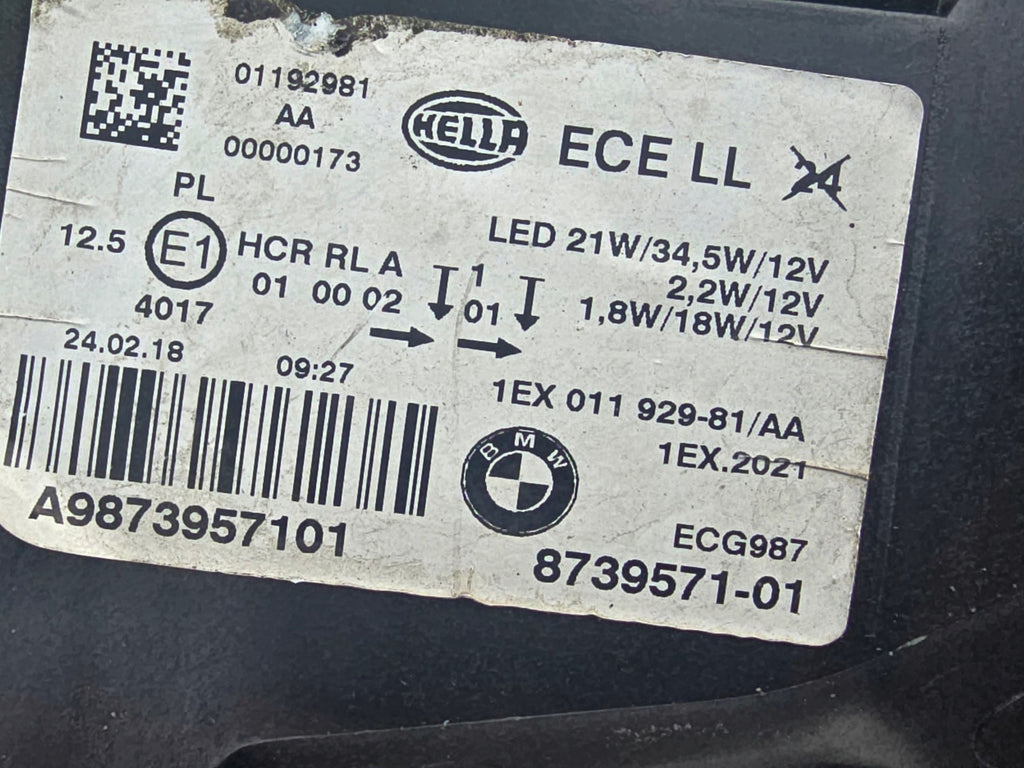 01192981
AA
00000173
HELLA
ECE LL
24
PL
12.5 E1 HCR RL A
01 00 02
4017
1
01
LED 21W/34,5W/12V
2,2W/12V
1,8W/18W/12V
24.02.18 09:27
1EX 011 929-81/AA
1EX.2021
BMW
A9873957101
ECG987
8739571-01